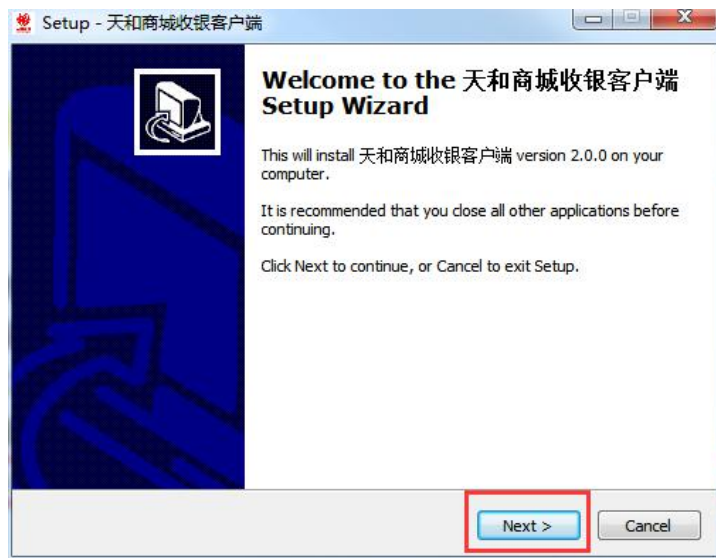 Setup - 天和商城收银客户端
Welcome to the 天和商城收银客户端
Setup Wizard
This will install 天和商城收银客户端 version 2.0.0 on your
computer.
It is recommended that you close all other applications before
continuing.
Click Next to continue, or Cancel to exit Setup.
Next >
Cancel